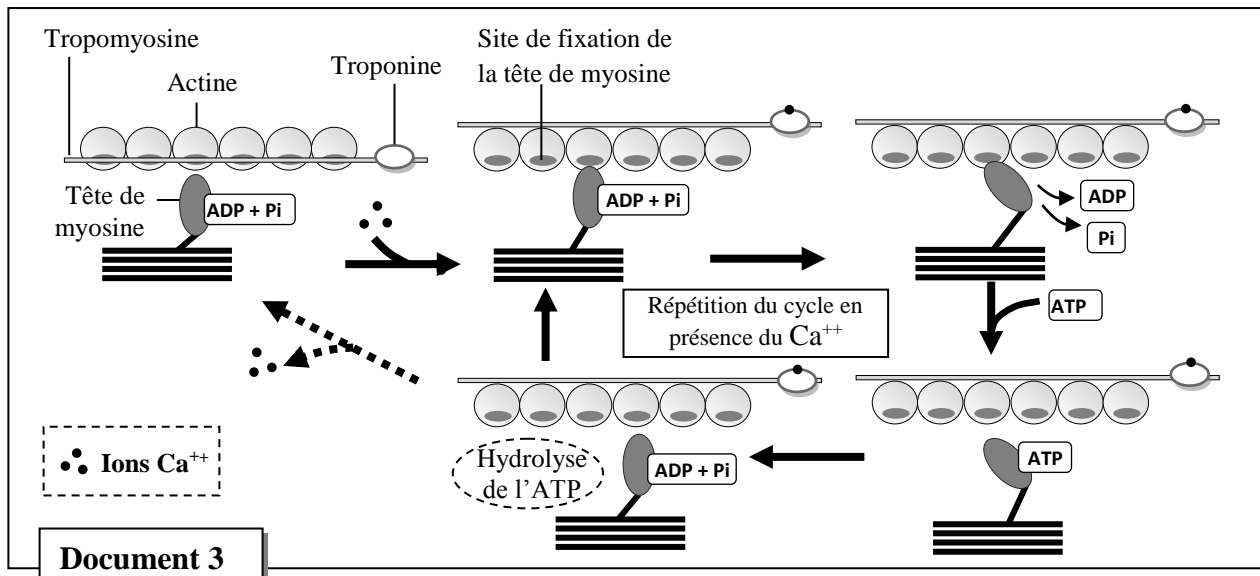 Tropomyosine
Actine
Troponine
Site de fixation de
la tête de myosine
Tête de
myosine
ADP + Pi
ADP + Pi
ADP
Pi
Répétition du cycle en
présence du Ca++
ATP
Ions Ca++
Hydrolyse
de l’ATP
ADP + Pi
ATP
Document 3